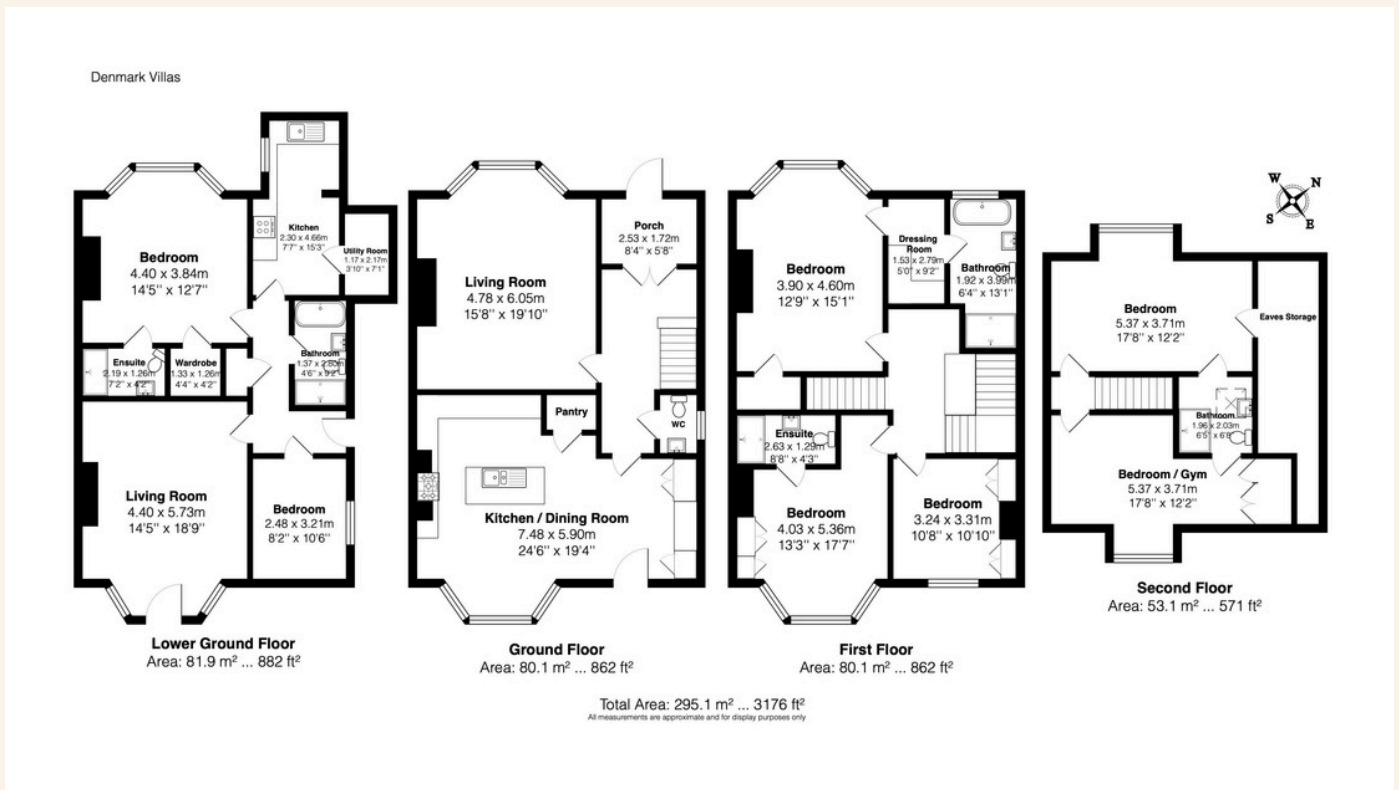 Denmark Villas
Bedroom
4.40 x 3.84m
14'5'' x 12'7''
Kitchen
2.30 x 4.66m
7'7'' x 15'3''
Utility Room
1.17 x 2.17m
3'10'' x 7'1''
Ensuite
2.19 x 1.26m
7'2'' x 4'2''
Wardrobe
1.33 x 1.26m
4'4'' x 4'2''
Bathroom
1.37 x 2.80m
4'6'' x 9'2''
Living Room
4.40 x 5.73m
14'5'' x 18'9''
Bedroom
2.48 x 3.21m
8'2'' x 10'6''
Lower Ground Floor
Area: 81.9 m² ... 882 ft²
Living Room
4.78 x 6.05m
15'8'' x 19'10''
Porch
2.53 x 1.72m
8'4'' x 5'8''
Pantry
WC
Kitchen / Dining Room
7.48 x 5.90m
24'6'' x 19'4''
Ground Floor
Area: 80.1 m² ... 862 ft²
Bedroom
3.90 x 4.60m
12'9'' x 15'1''
Dressing
Room
1.53 x 2.79m
5'0'' x 9'2''
Bathroom
1.92 x 3.99m
6'4'' x 13'1''
Ensuite
2.63 x 1.29m
8'8'' x 4'3''
Bedroom
4.03 x 5.36m
13'3'' x 17'7''
Bedroom
3.24 x 3.31m
10'8'' x 10'10''
First Floor
Area: 80.1 m² ... 862 ft²
W
N
S
E
Bedroom
5.37 x 3.71m
17'8'' x 12'2''
Eaves Storage
Bathroom
1.96 x 2.03m
6'5'' x 6'8''
Bedroom / Gym
5.37 x 3.71m
17'8'' x 12'2''
Second Floor
Area: 53.1 m² ... 571 ft²
Total Area: 295.1 m² ... 3176 ft²
All measurements are approximate and for display purposes only